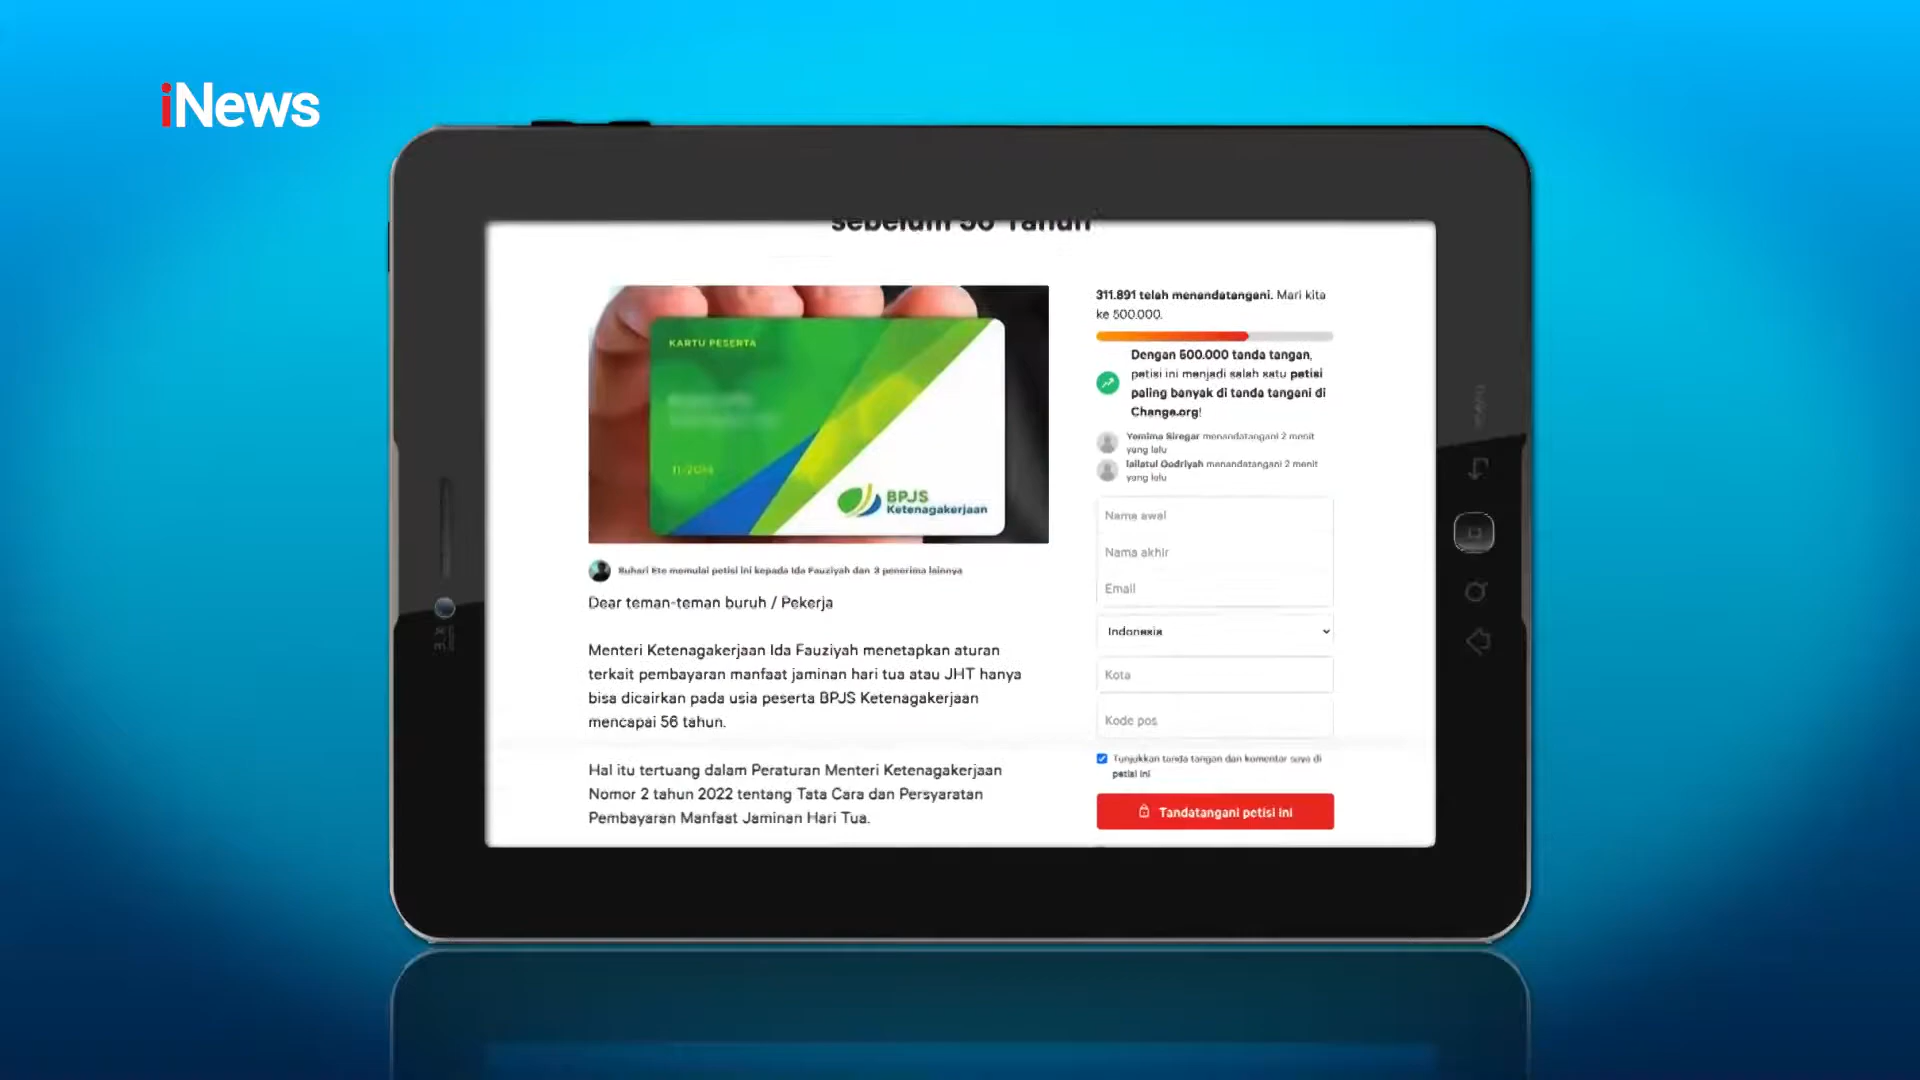 iNews
sebelum 56 Tahun
KARTU PESERTA
11/2014
BPJS
Ketenagakerjaan
Suhari Ete memulai petisi ini kepada Ida Fauziyah dan 3 penerima lainnya
Dear teman-teman buruh / Pekerja
Menteri Ketenagakerjaan Ida Fauziyah menetapkan aturan
terkait pembayaran manfaat jaminan hari tua atau JHT hanya
bisa dicairkan pada usia peserta BPJS Ketenagakerjaan
mencapai 56 tahun.
Hal itu tertuang dalam Peraturan Menteri Ketenagakerjaan
Nomor 2 tahun 2022 tentang Tata Cara dan Persyaratan
Pembayaran Manfaat Jaminan Hari Tua.
311.891 telah menandatangani. Mari kita
ke 500.000.
Dengan 500.000 tanda tangan,
petisi ini menjadi salah satu petisi
paling banyak di tanda tangani di
Change.org!
Yemima Siregar menandatangani 2 menit
yang lalu
lailatul Qodriyah menandatangani 2 menit
yang lalu
Nama awal
Nama akhir
Email
Indonesia
Kota
Kode pos
Tunjukkan tanda tangan dan komentar saya di
petisi ini
Tandatangani petisi ini